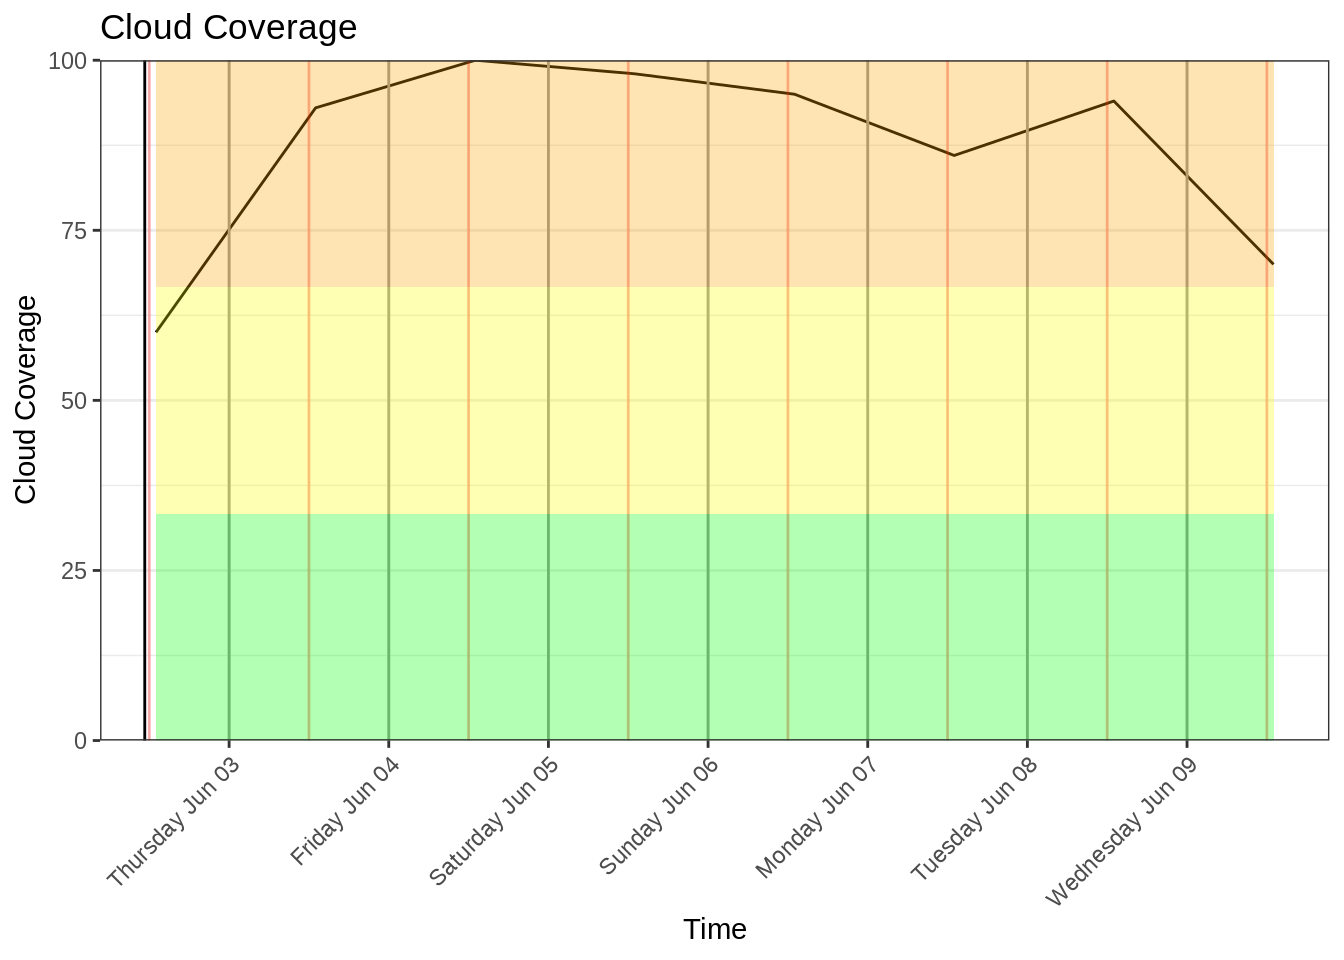 Cloud Coverage
100
75
50
25
0
Cloud Coverage
Thursday Jun 03
Friday Jun 04
Saturday Jun 05
Sunday Jun 06
Monday Jun 07
Tuesday Jun 08
Wednesday Jun 09
Time